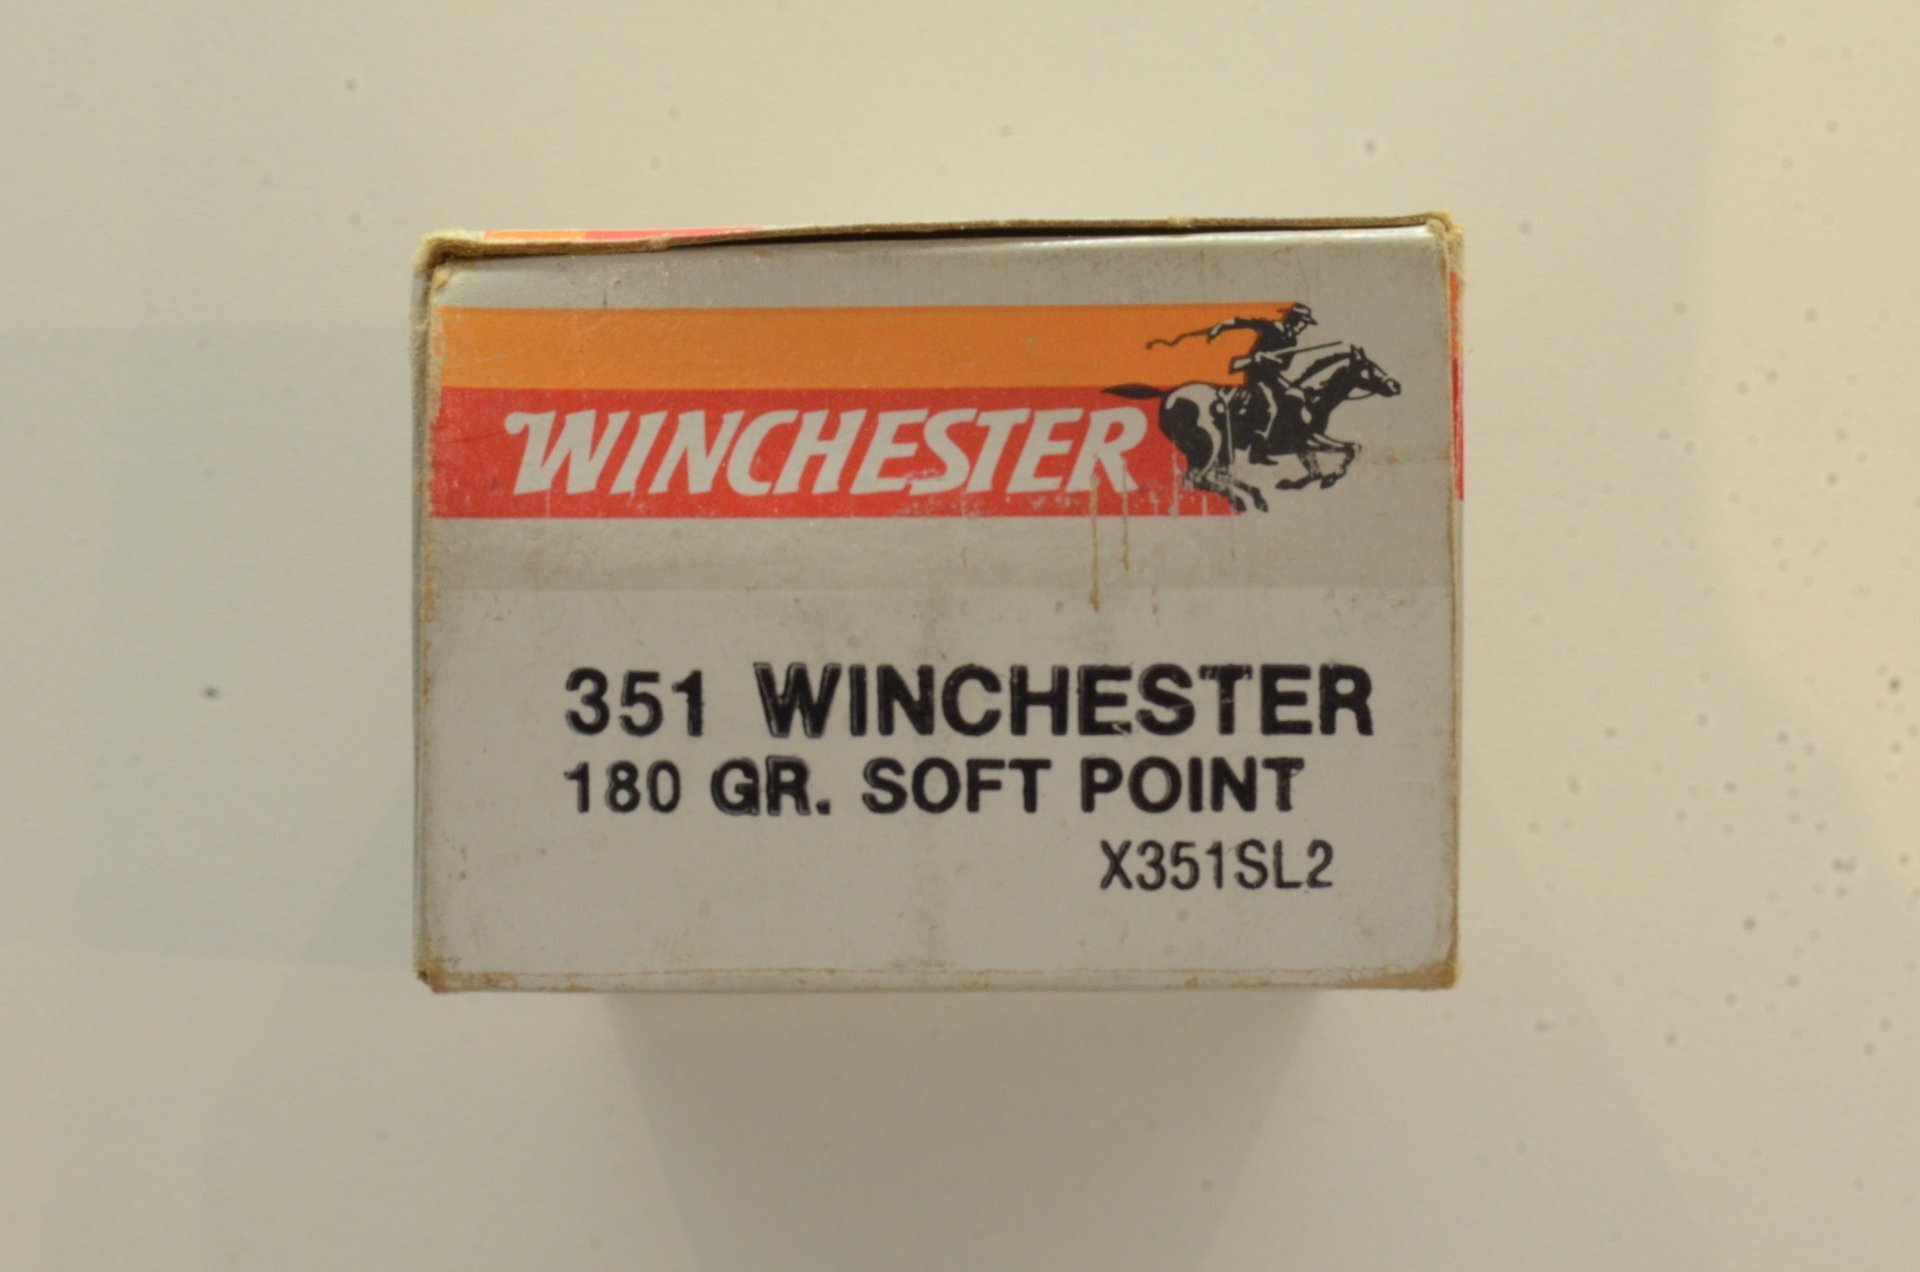 WINCHESTER
351 WINCHESTER
180 GR. SOFT POINT
X351SL2